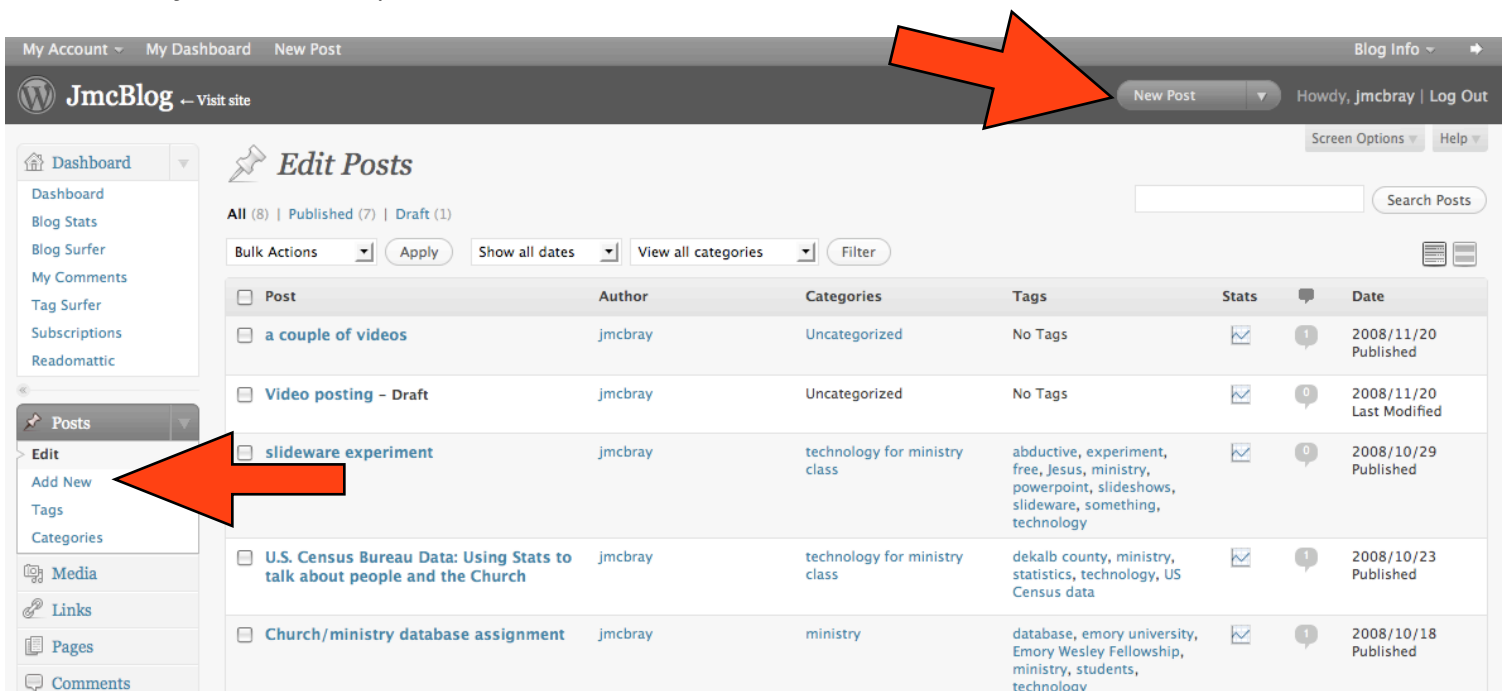 My Account My Dashboard New Post Blog Info
JmcBlog ← Visit site New Post Howdy, jmcbray | Log Out
Screen Options Help
Dashboard
Dashboard
Blog Stats
Blog Surfer
My Comments
Tag Surfer
Subscriptions
Readomattic
Posts
Edit
Add New
Tags
Categories
Media
Links
Pages
Comments
Edit Posts
All (8) | Published (7) | Draft (1)
Search Posts
Bulk Actions Apply Show all dates View all categories Filter
Post Author Categories Tags Stats Date
a couple of videos jmcbray Uncategorized No Tags 1 2008/11/20
Published
Video posting – Draft jmcbray Uncategorized No Tags 0 2008/11/20
Last Modified
slideware experiment jmcbray technology for ministry abductive, experiment, 0 2008/10/29
class free, Jesus, ministry, Published
powerpoint, slideshows,
slideware, something,
technology
U.S. Census Bureau Data: Using Stats to jmcbray technology for ministry dekalb county, ministry, 1 2008/10/23
talk about people and the Church class statistics, technology, US Published
Census data
Church/ministry database assignment jmcbray ministry database, emory university, 1 2008/10/18
Emory Wesley Fellowship, Published
ministry, students,
technology